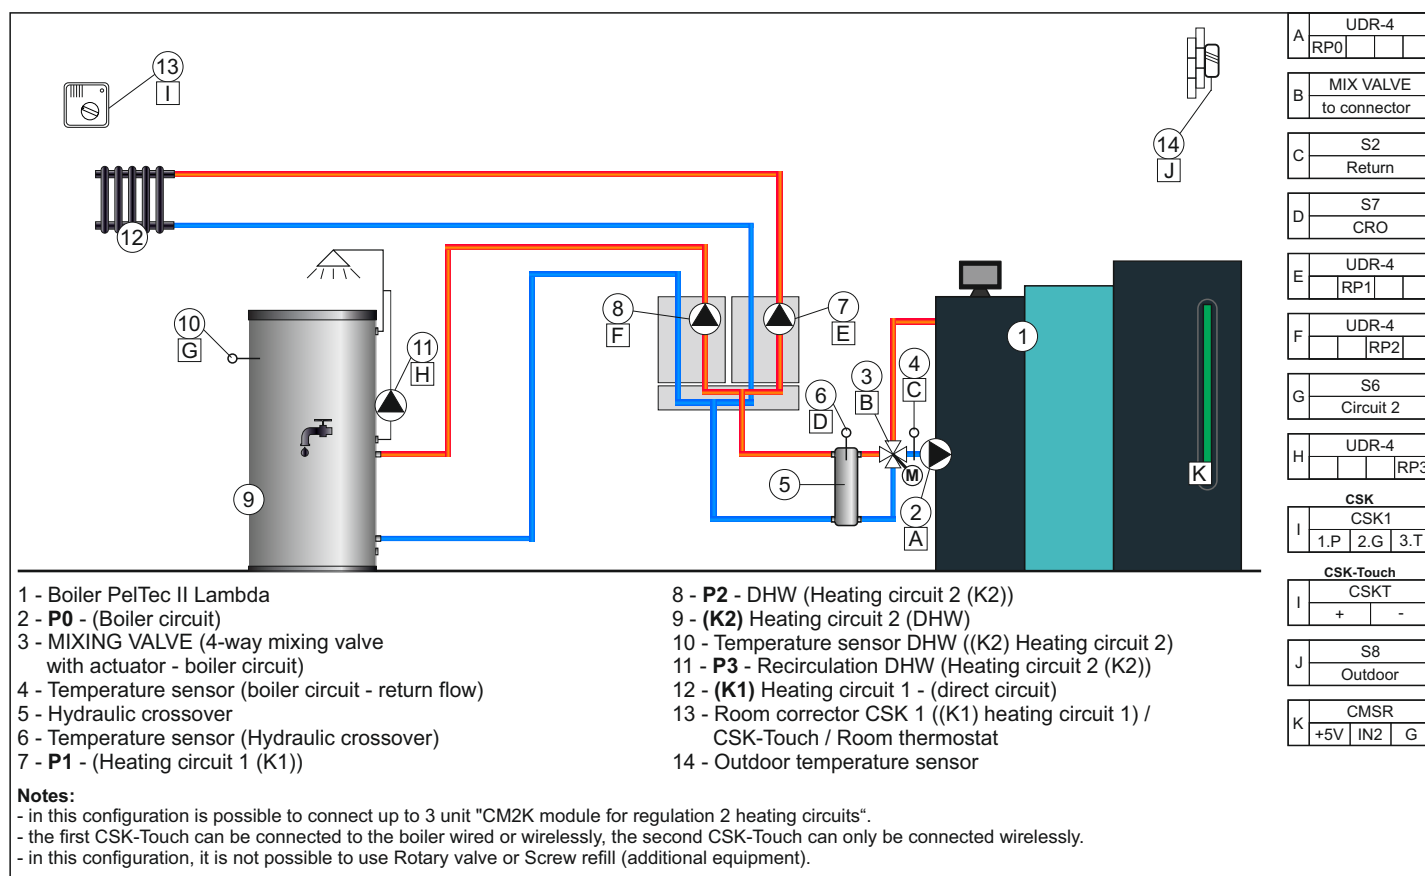 13
I
14
J
12
10
G
11
H
9
8
F
7
E
6
D
5
3
B
4
C
M
2
A
1
K
A
UDR-4
RP0
B
MIX VALVE
to connector
C
S2
Return
D
S7
CRO
E
UDR-4
RP1
F
UDR-4
RP2
G
S6
Circuit 2
H
UDR-4
RP3
CSK
I
CSK1
1.P 2.G 3.T
CSK-Touch
I
CSKT
+ -
J
S8
Outdoor
K
CMSR
+5V IN2 G
1 - Boiler PelTec II Lambda
2 - P0 - (Boiler circuit)
3 - MIXING VALVE (4-way mixing valve
with actuator - boiler circuit)
4 - Temperature sensor (boiler circuit - return flow)
5 - Hydraulic crossover
6 - Temperature sensor (Hydraulic crossover)
7 - P1 - (Heating circuit 1 (K1))
8 - P2 - DHW (Heating circuit 2 (K2))
9 - (K2) Heating circuit 2 (DHW)
10 - Temperature sensor DHW ((K2) Heating circuit 2)
11 - P3 - Recirculation DHW (Heating circuit 2 (K2))
12 - (K1) Heating circuit 1 - (direct circuit)
13 - Room corrector CSK 1 ((K1) heating circuit 1) /
CSK-Touch / Room thermostat
14 - Outdoor temperature sensor
Notes:
- in this configuration is possible to connect up to 3 unit "CM2K module for regulation 2 heating circuits“.
- the first CSK-Touch can be connected to the boiler wired or wirelessly, the second CSK-Touch can only be connected wirelessly.
- in this configuration, it is not possible to use Rotary valve or Screw refill (additional equipment).